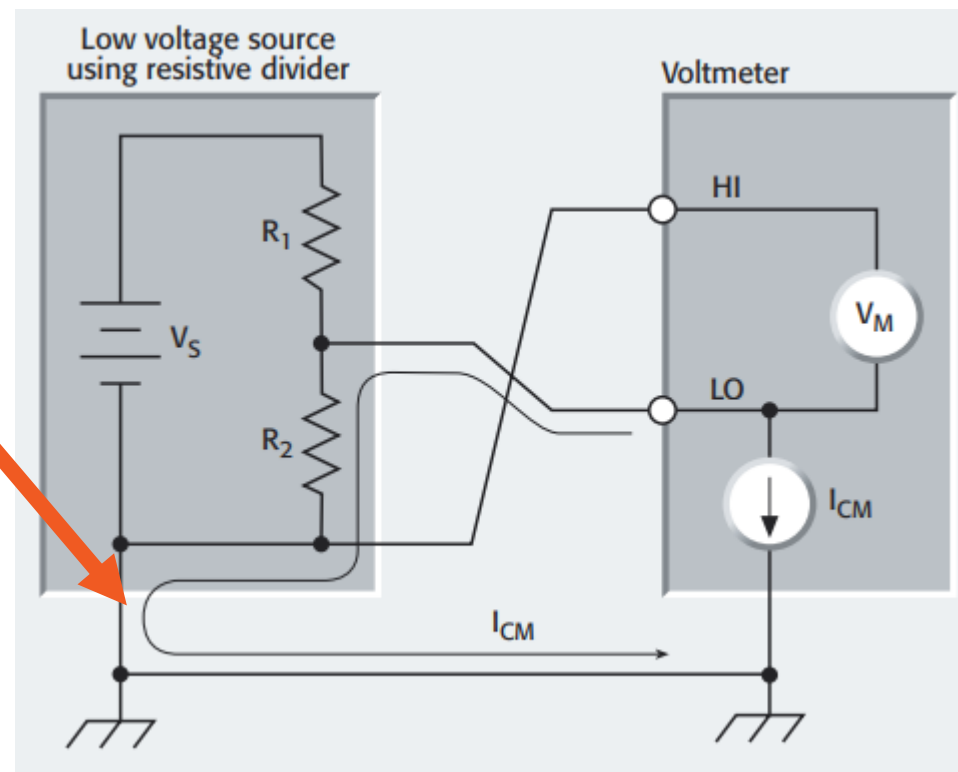 Low voltage source
using resistive divider
Voltmeter
HI
R1
VM
VS
LO
R2
ICM
ICM